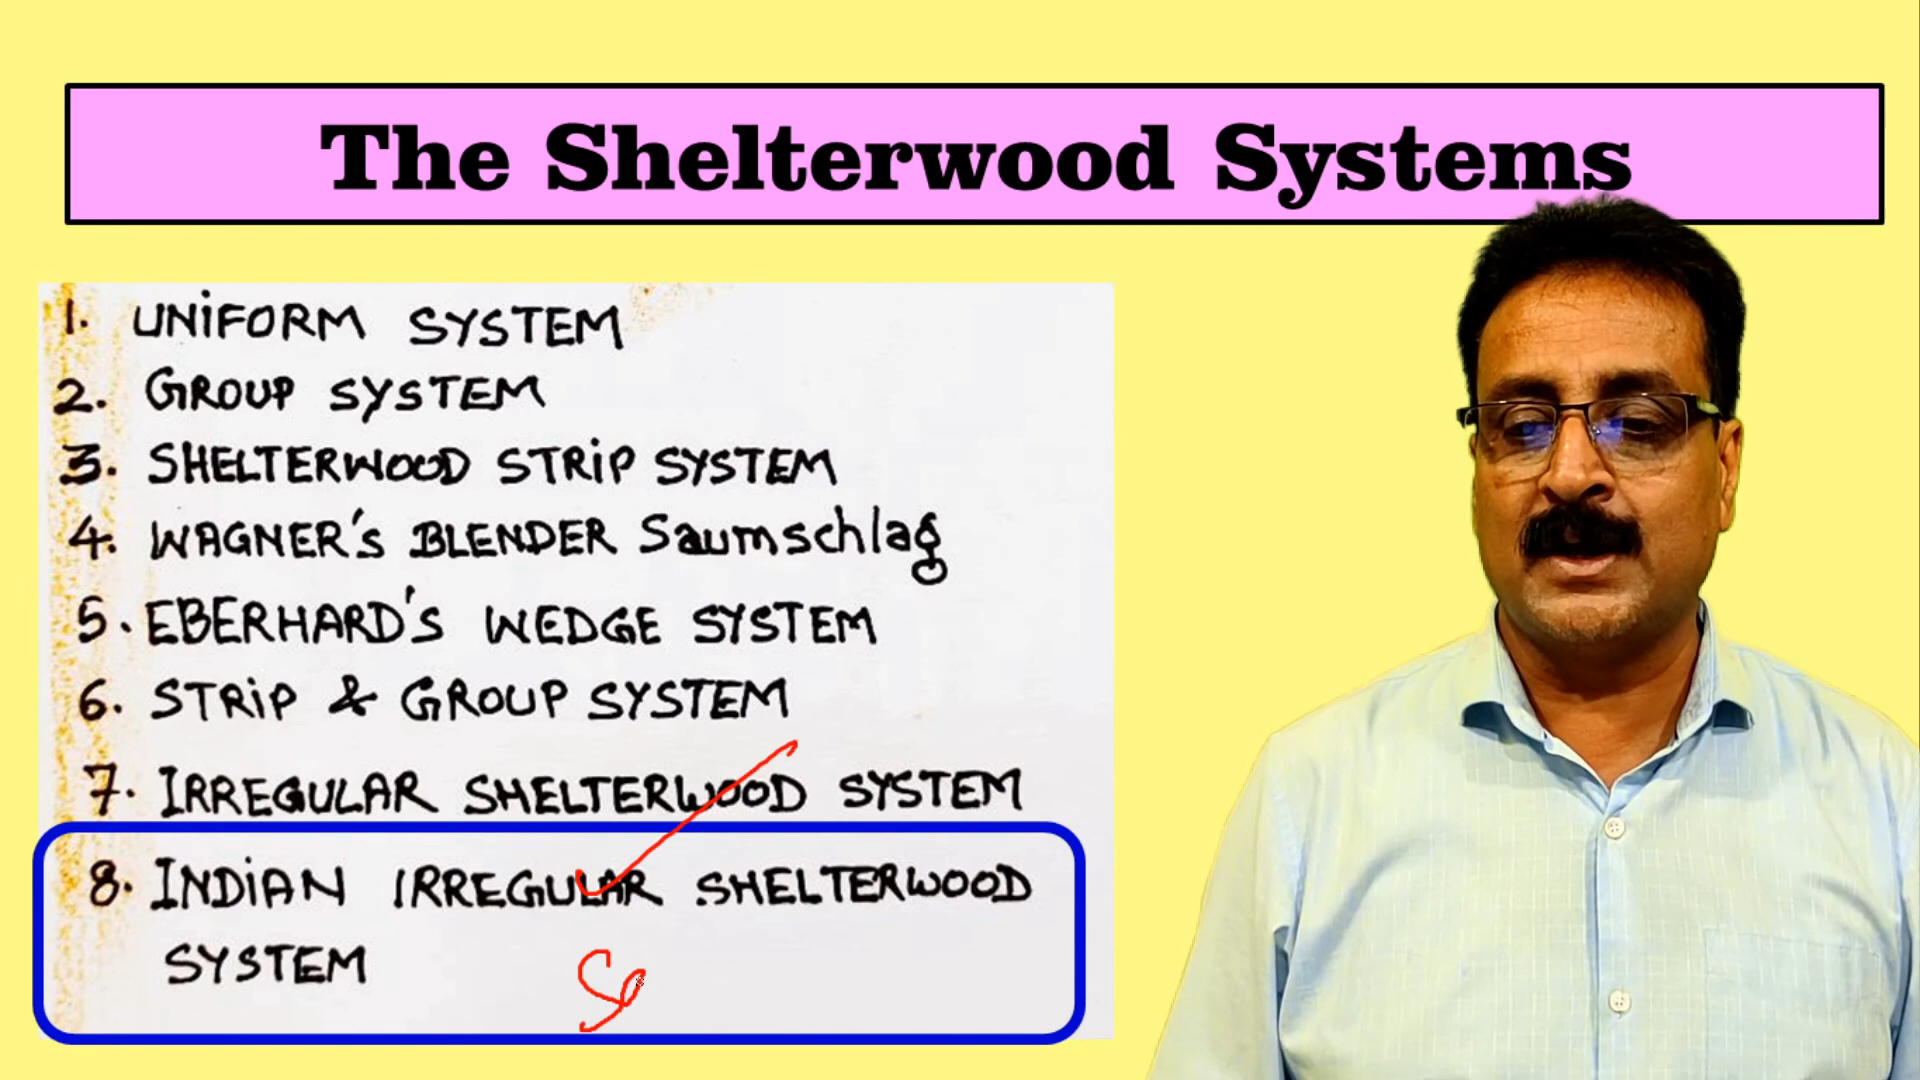 The Shelterwood Systems
1. UNiFORM SYSTEM
2. GROUP SYSTEM
3. SHELTERWOOD STRiP SYSTEM
4. WAGNER'S BLENDER Saumschlag
5. EBERHARD'S WEDGE SYSTEM
6. STRiP & GROUP SYSTEM
7. IRREGULAR SHELTERWOOD SYSTEM
8. INDiAN IRREGULAR SHELTERWOOD
SYSTEM